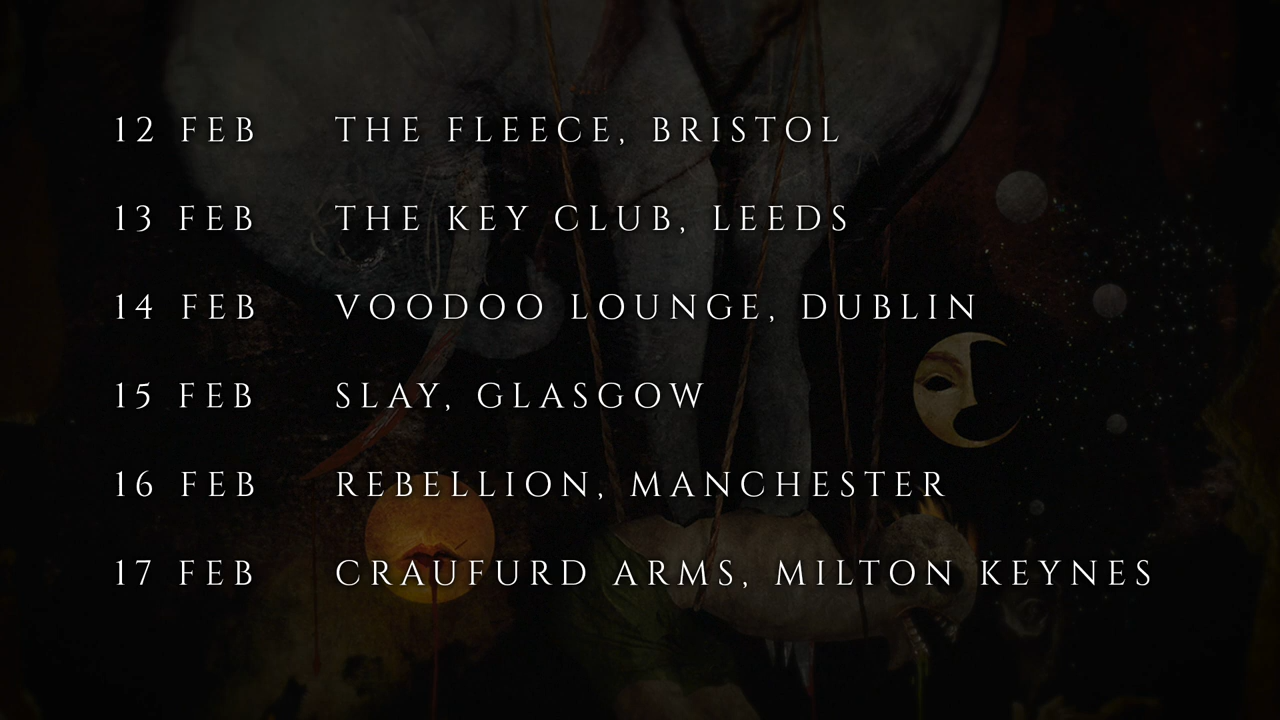 12 FEB THE FLEECE, BRISTOL
13 FEB THE KEY CLUB, LEEDS
14 FEB VOODOO LOUNGE, DUBLIN
15 FEB SLAY, GLASGOW
16 FEB REBELLION, MANCHESTER
17 FEB CRAUFURD ARMS, MILTON KEYNES